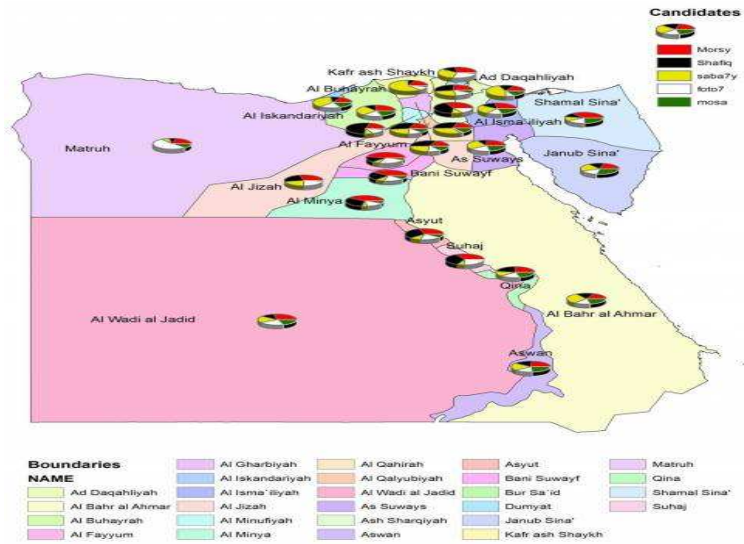 Candidates
Morsy
Shafiq
saba7y
foto7
mosa
Kafr ash Shaykh
Ad Daqahliyah
Al Buhayrah
Shamal Sina'
Al Iskandariyah
Al Isma'iliyah
Matruh
Al Fayyum
As Suways
Janub Sina'
Al Jizah
Bani Suwayf
Al Minya
Asyut
Suhaj
Qina
Al Wadi al Jadid
Al Bahr al Ahmar
Aswan
Boundaries
NAME
Ad Daqahliyah
Al Bahr al Ahmar
Al Buhayrah
Al Fayyum
Al Gharbiyah
Al Iskandariyah
Al Isma'iliyah
Al Jizah
Al Minufiyah
Al Minya
Al Qahirah
Al Qalyubiyah
Al Wadi al Jadid
As Suways
Ash Sharqiyah
Aswan
Asyut
Bani Suwayf
Bur Sa'id
Dumyat
Janub Sina'
Kafr ash Shaykh
Matruh
Qina
Shamal Sina'
Suhaj